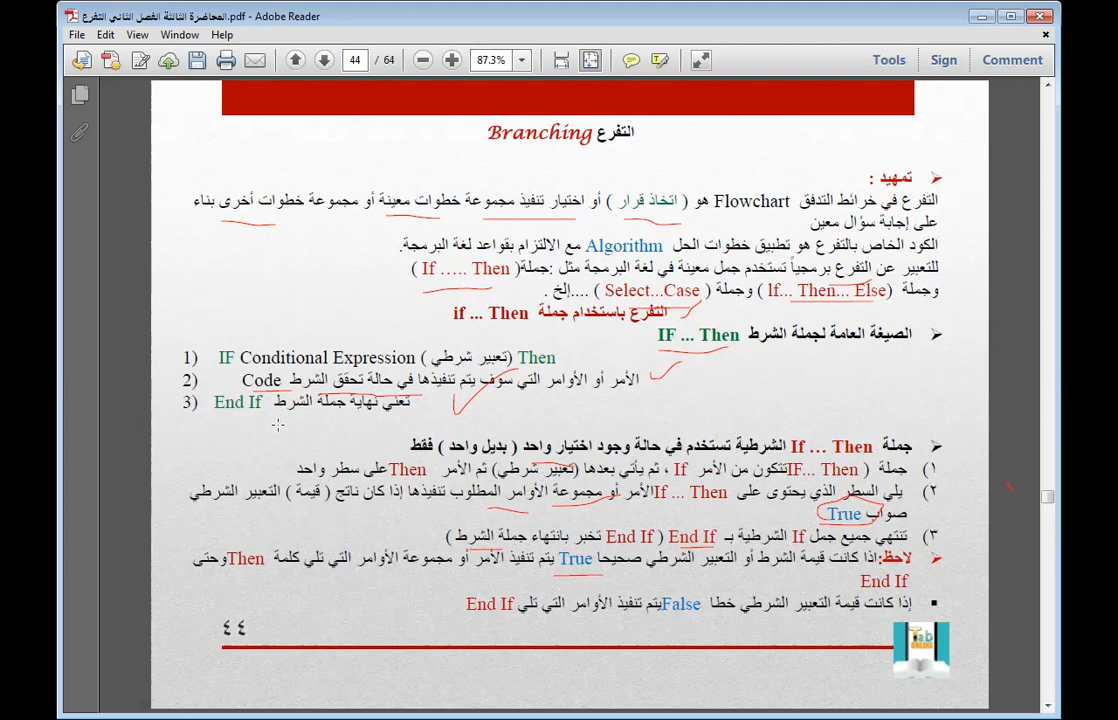 المحاضرة الثالثة الفصل الثاني التفرع.pdf - Adobe Reader
File Edit View Window Help
44 / 64 87.3% Tools Sign Comment
التفرع Branching
تمهيد :
التفرع في خرائط التدفق Flowchart هو ( اتخاذ قرار ) أو اختيار تنفيذ مجموعة خطوات معينة أو مجموعة خطوات أخرى بناء
على إجابة سؤال معين
الكود الخاص بالتفرع هو تطبيق خطوات الحل Algorithm مع الالتزام بقواعد لغة البرمجة.
للتعبير عن التفرع برمجياً تستخدم جمل معينة في لغة البرمجة مثل :جملة( If ….. Then )
وجملة (If... Then... Else ) وجملة ( Select...Case ) ....إلخ .
التفرع باستخدام جملة if ... Then
الصيغة العامة لجملة الشرط IF ... Then
1) IF Conditional Expression ( تعبير شرطي) Then
2) Code الأمر أو الأوامر التي سوف يتم تنفيذها في حالة تحقق الشرط
3) End If تعني نهاية جملة الشرط
جملة If … Then الشرطية تستخدم في حالة وجود اختيار واحد ( بديل واحد ) فقط
١) جملة ( IF... Thenتتكون من الأمر If ، ثم يأتي بعدها (تعبير شرطي) ثم الأمر Then على سطر واحد
٢) يلي السطر الذي يحتوى على If ... Thenالأمر أو مجموعة الأوامر المطلوب تنفيذها إذا كان ناتج ( قيمة ) التعبير الشرطي
صواب True
٣) تنتهي جميع جمل If الشرطية بـ End If ( End If تخبر بانتهاء جملة الشرط )
لاحظ:إذا كانت قيمة الشرط أو التعبير الشرطي صحيحا True يتم تنفيذ الأمر أو مجموعة الأوامر التي تلي كلمة Thenوحتى
End If
إذا كانت قيمة التعبير الشرطي خطا Falseيتم تنفيذ الأوامر التي تلي End If
٤٤
Tab
ONLINE